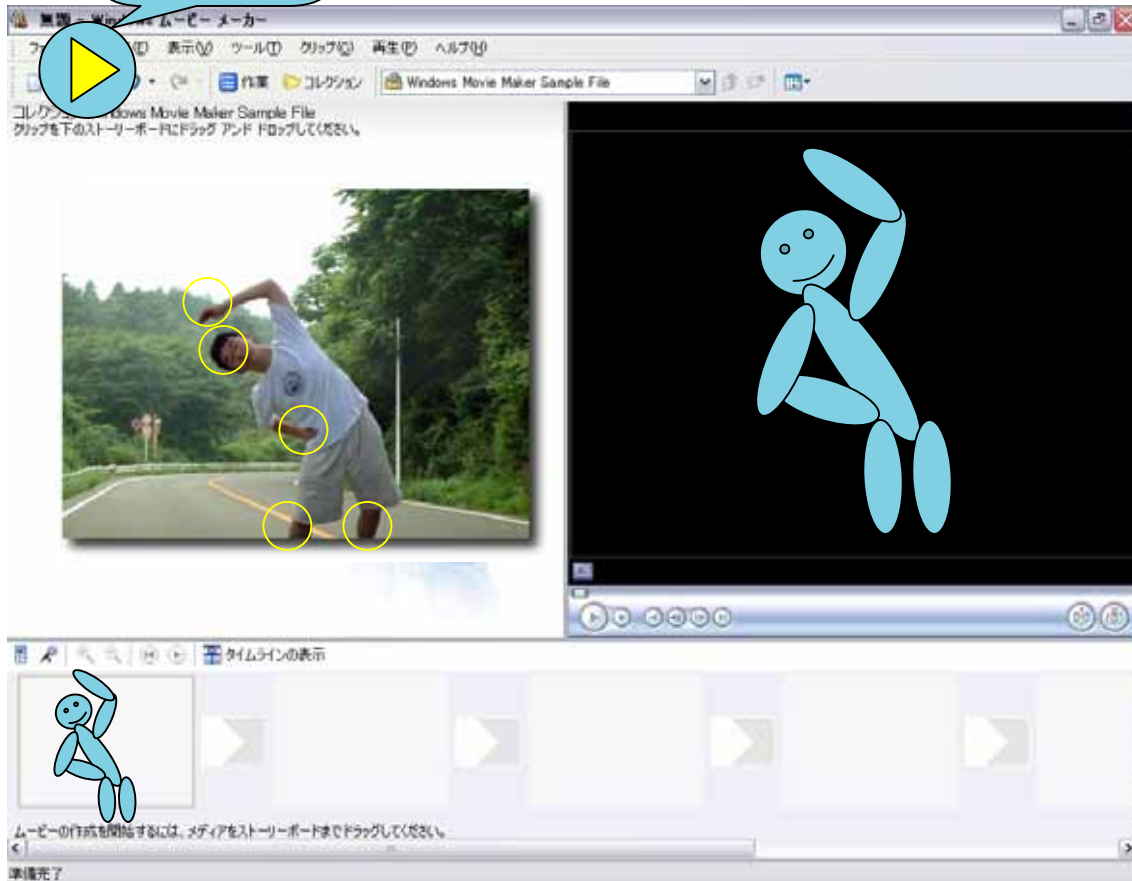 無題 - Windows ムービー メーカー
表示(V) ツール(T) クリップ(C) 再生(P) ヘルプ(H)
作業 コレクション Windows Movie Maker Sample File
Movie Maker Sample File
クリップを下のストーリーボードにドラッグ アンド ドロップしてください。
タイムラインの表示
ムービーの作成を開始するには、メディアをストーリーボードまでドラッグしてください。
準備完了